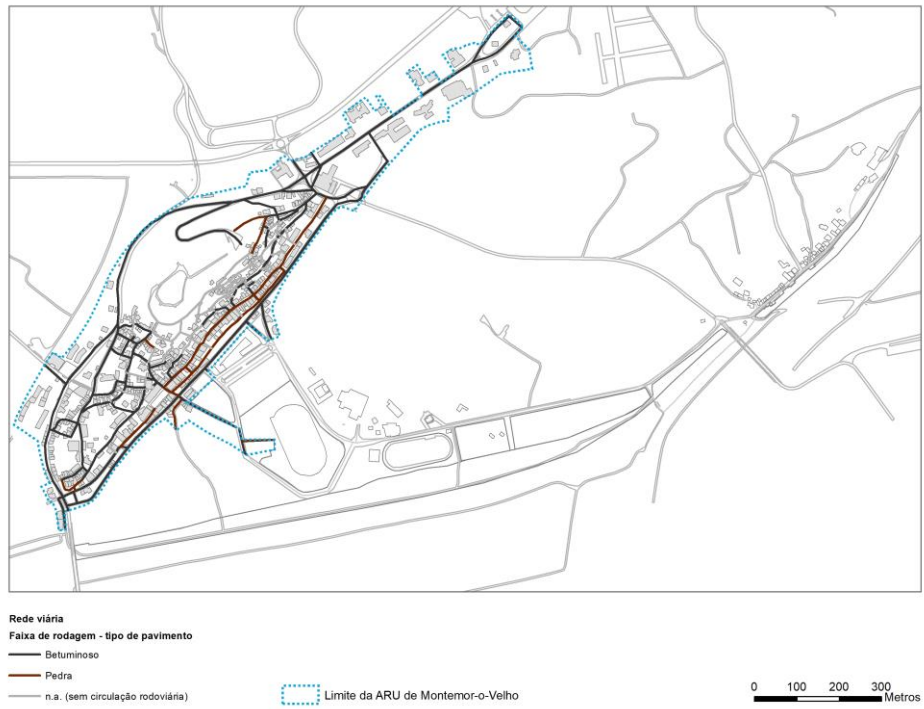 Rede viária
Faixa de rodagem - tipo de pavimento
Betuminoso
Pedra
n.a. (sem circulação rodoviária)
Limite da ARU de Montemor-o-Velho
0 100 200 300
Metros